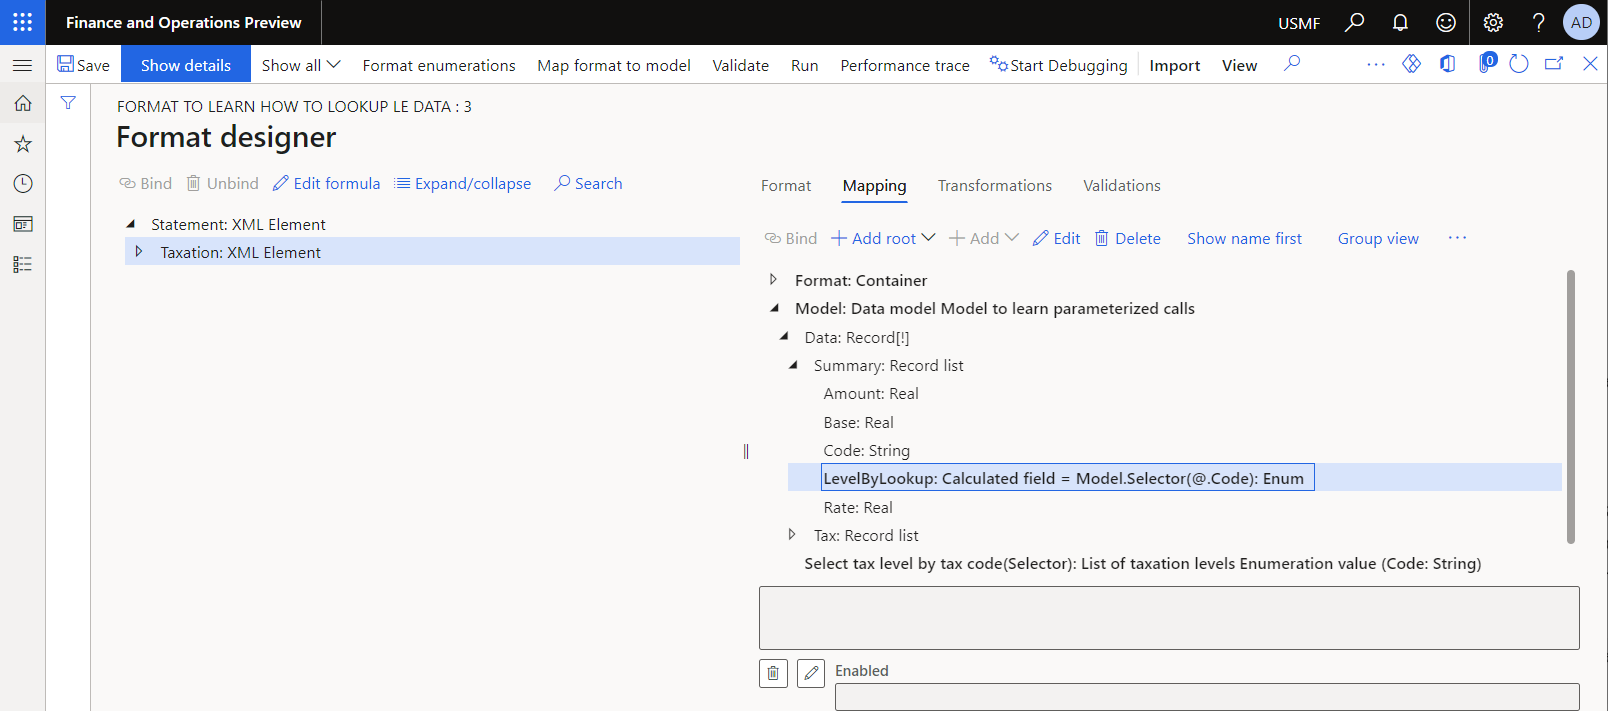 Finance and Operations Preview
USMF
AD
Save
Show details
Show all
Format enumerations
Map format to model
Validate
Run
Performance trace
Start Debugging
Import
View
0
FORMAT TO LEARN HOW TO LOOKUP LE DATA : 3
Format designer
Bind
Unbind
Edit formula
Expand/collapse
Search
Statement: XML Element
Taxation: XML Element
Format
Mapping
Transformations
Validations
Bind
Add root
Add
Edit
Delete
Show name first
Group view
Format: Container
Model: Data model Model to learn parameterized calls
Data: Record[!]
Summary: Record list
Amount: Real
Base: Real
Code: String
LevelByLookup: Calculated field = Model.Selector(@.Code): Enum
Rate: Real
Tax: Record list
Select tax level by tax code(Selector): List of taxation levels Enumeration value (Code: String)
Enabled